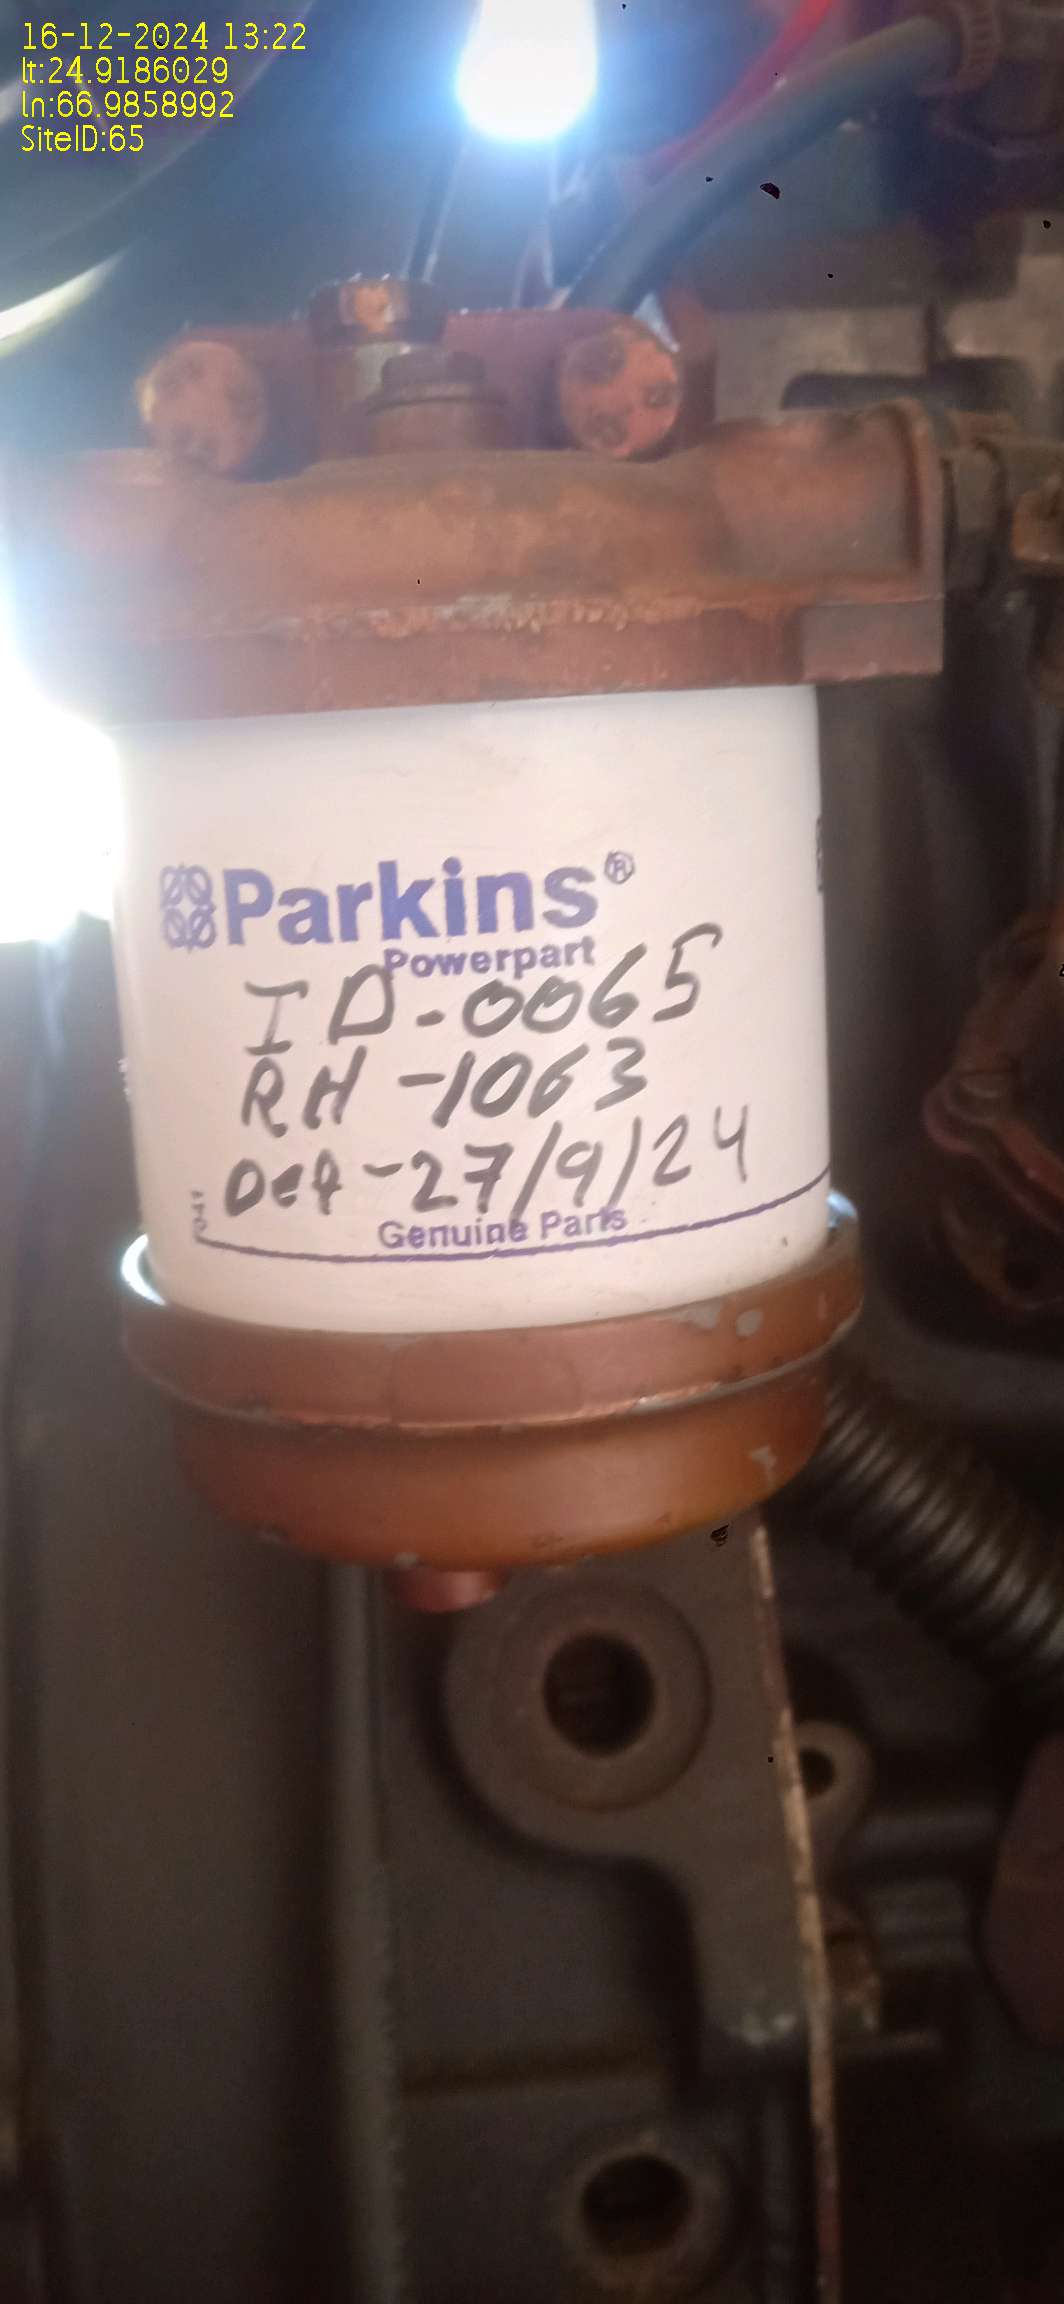 16-12-2024 13:22
lt:24.9186029
ln:66.9858992
SiteID:65
Parkins®
Powerpart
ID-0065
RH-1063
27/9/24
Genuine Parts